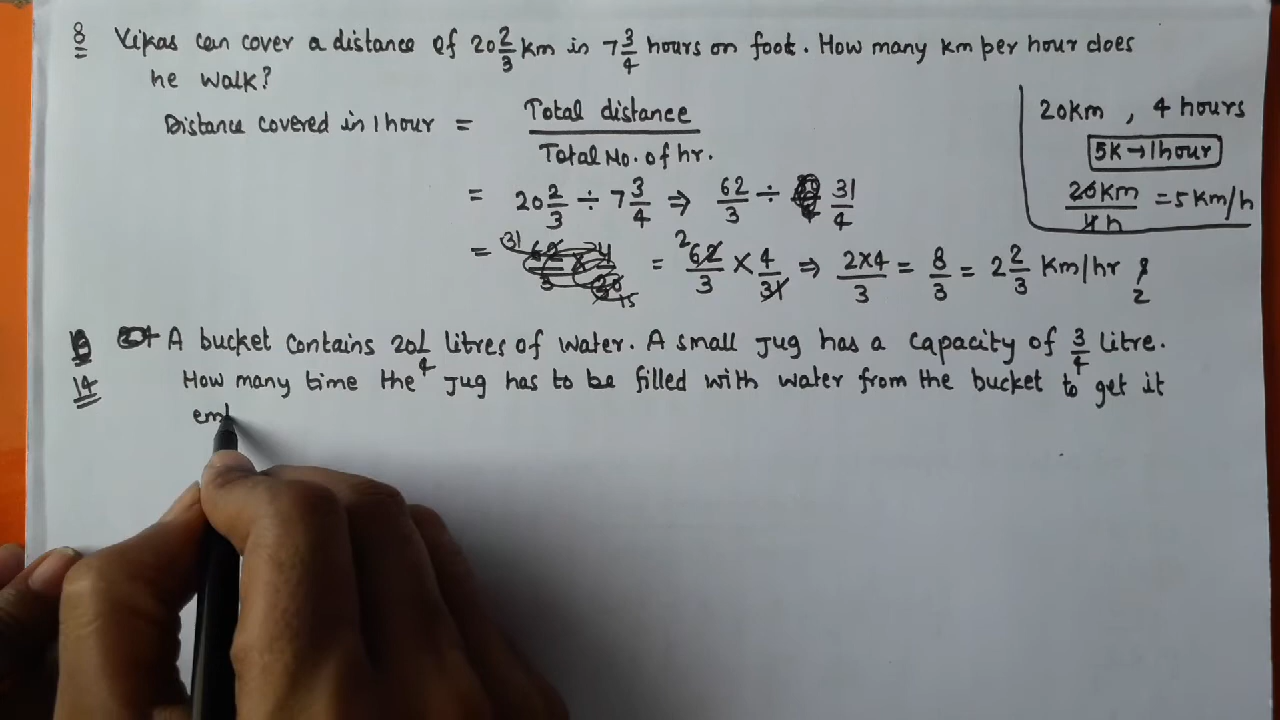 8 Vikas can cover a distance of 20 2/3 km in 7 3/4 hours on foot. How many km per hour does
he walk?
Distance covered in 1 hour = Total distance / Total No. of hr.
= 20 2/3 ÷ 7 3/4 ⇒ 62/3 ÷ 31/4
= = 62/3 × 4/31 ⇒ 2×4/3 = 8/3 = 2 2/3 km/hr
20km , 4 hours
5K→1hour
20km/4h = 5km/h
14 A bucket contains 20 1/4 litres of water. A small Jug has a capacity of 3/4 litre.
How many time the Jug has to be filled with water from the bucket to get it
em